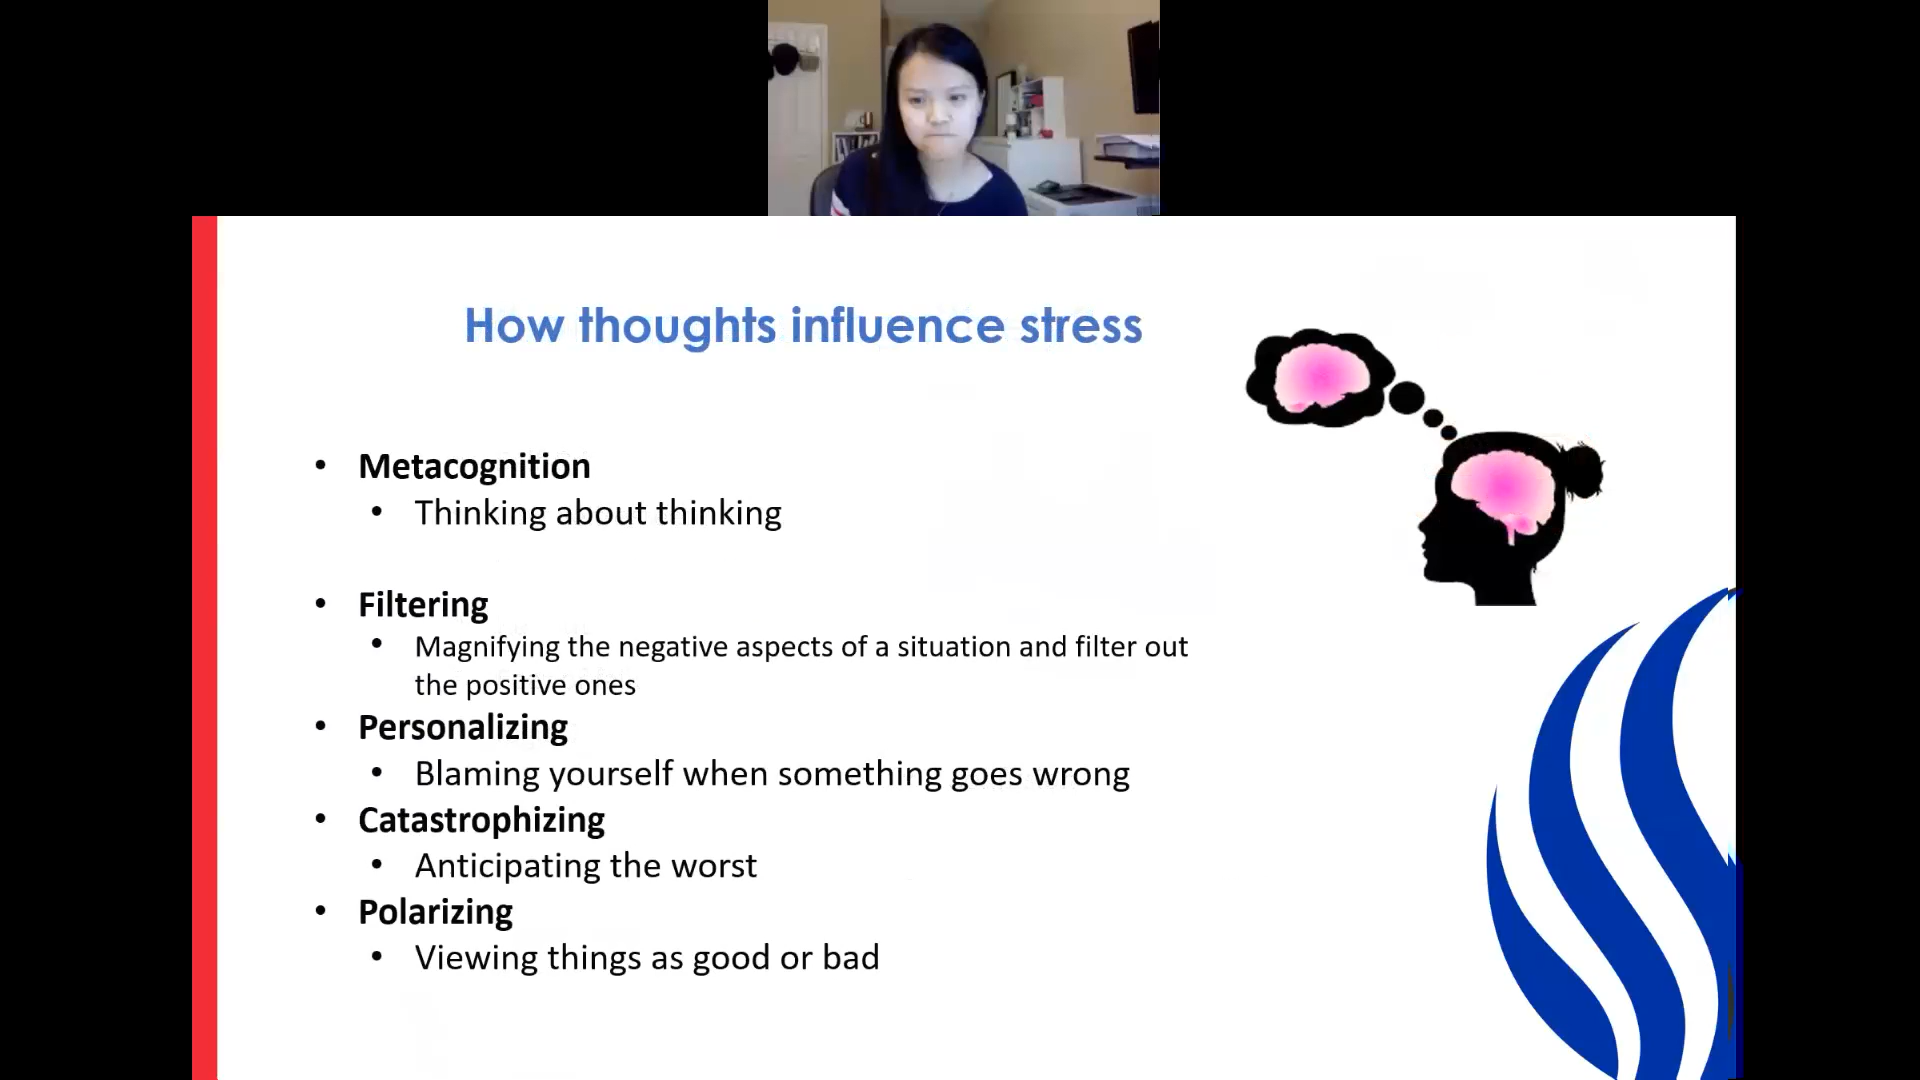 How thoughts influence stress
• Metacognition
• Thinking about thinking
• Filtering
• Magnifying the negative aspects of a situation and filter out
the positive ones
• Personalizing
• Blaming yourself when something goes wrong
• Catastrophizing
• Anticipating the worst
• Polarizing
• Viewing things as good or bad